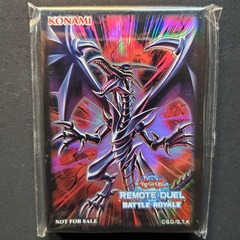 KONAMI
Yu-Gi-Oh!
REMOTE DUEL
BATTLE ROYALE
NOT FOR SALE
©S.D/S.T.K